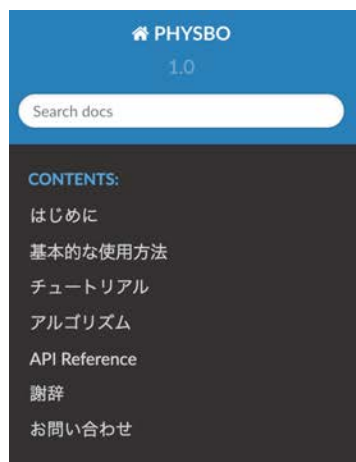 PHYSBO
1.0
Search docs
CONTENTS:
はじめに
基本的な使用方法
チュートリアル
アルゴリズム
API Reference
謝辞
お問い合わせ